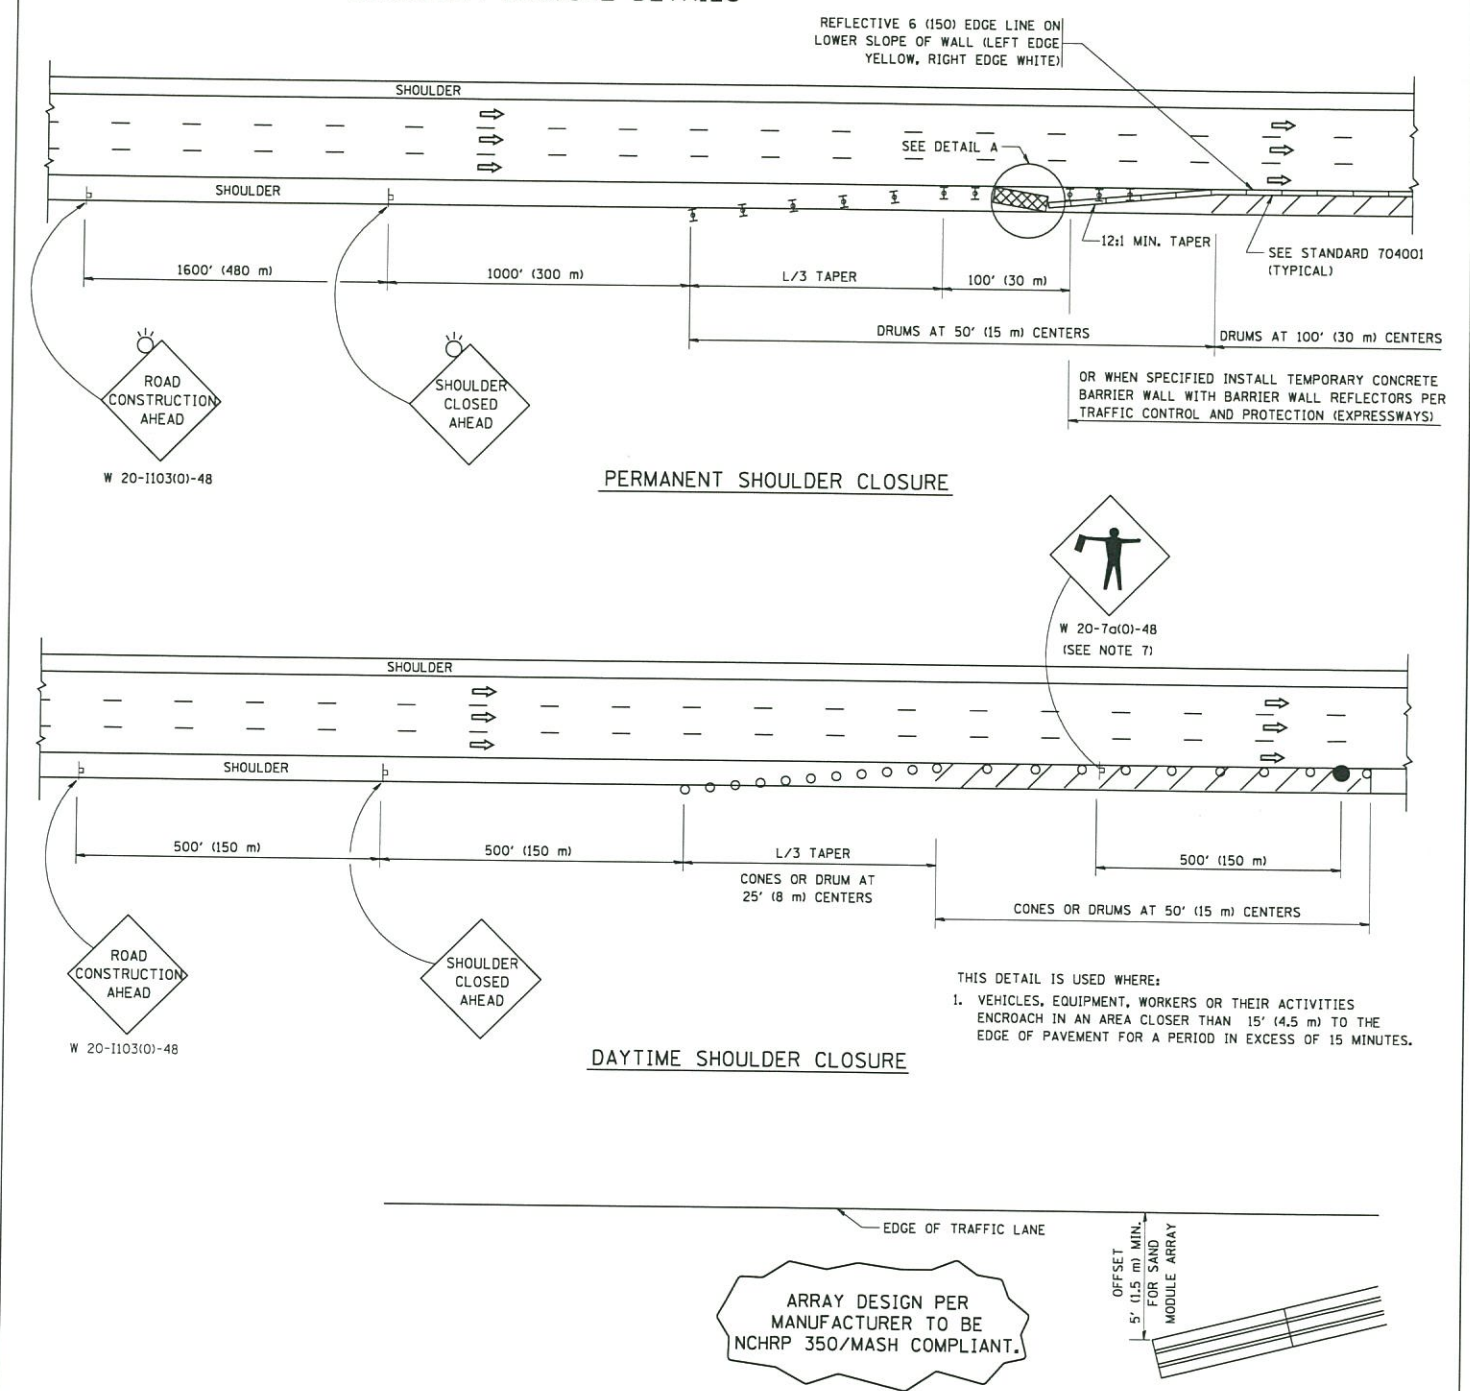 REFLECTIVE 6 (150) EDGE LINE ON
LOWER SLOPE OF WALL (LEFT EDGE
YELLOW, RIGHT EDGE WHITE)
SHOULDER
SEE DETAIL A
SHOULDER
12:1 MIN. TAPER
SEE STANDARD 704001
(TYPICAL)
1600' (480 m)
1000' (300 m)
L/3 TAPER
100' (30 m)
DRUMS AT 50' (15 m) CENTERS
DRUMS AT 100' (30 m) CENTERS
ROAD
CONSTRUCTION
AHEAD
SHOULDER
CLOSED
AHEAD
OR WHEN SPECIFIED INSTALL TEMPORARY CONCRETE
BARRIER WALL WITH BARRIER WALL REFLECTORS PER
TRAFFIC CONTROL AND PROTECTION (EXPRESSWAYS)
W 20-I103(O)-48
PERMANENT SHOULDER CLOSURE
W 20-7a(O)-48
(SEE NOTE 7)
SHOULDER
SHOULDER
500' (150 m)
500' (150 m)
L/3 TAPER
500' (150 m)
CONES OR DRUM AT
25' (8 m) CENTERS
CONES OR DRUMS AT 50' (15 m) CENTERS
ROAD
CONSTRUCTION
AHEAD
SHOULDER
CLOSED
AHEAD
W 20-I103(O)-48
THIS DETAIL IS USED WHERE:
1. VEHICLES, EQUIPMENT, WORKERS OR THEIR ACTIVITIES
ENCROACH IN AN AREA CLOSER THAN 15' (4.5 m) TO THE
EDGE OF PAVEMENT FOR A PERIOD IN EXCESS OF 15 MINUTES.
DAYTIME SHOULDER CLOSURE
EDGE OF TRAFFIC LANE
OFFSET
5' (1.5 m) MIN.
FOR SAND
MODULE ARRAY
ARRAY DESIGN PER
MANUFACTURER TO BE
NCHRP 350/MASH COMPLIANT.